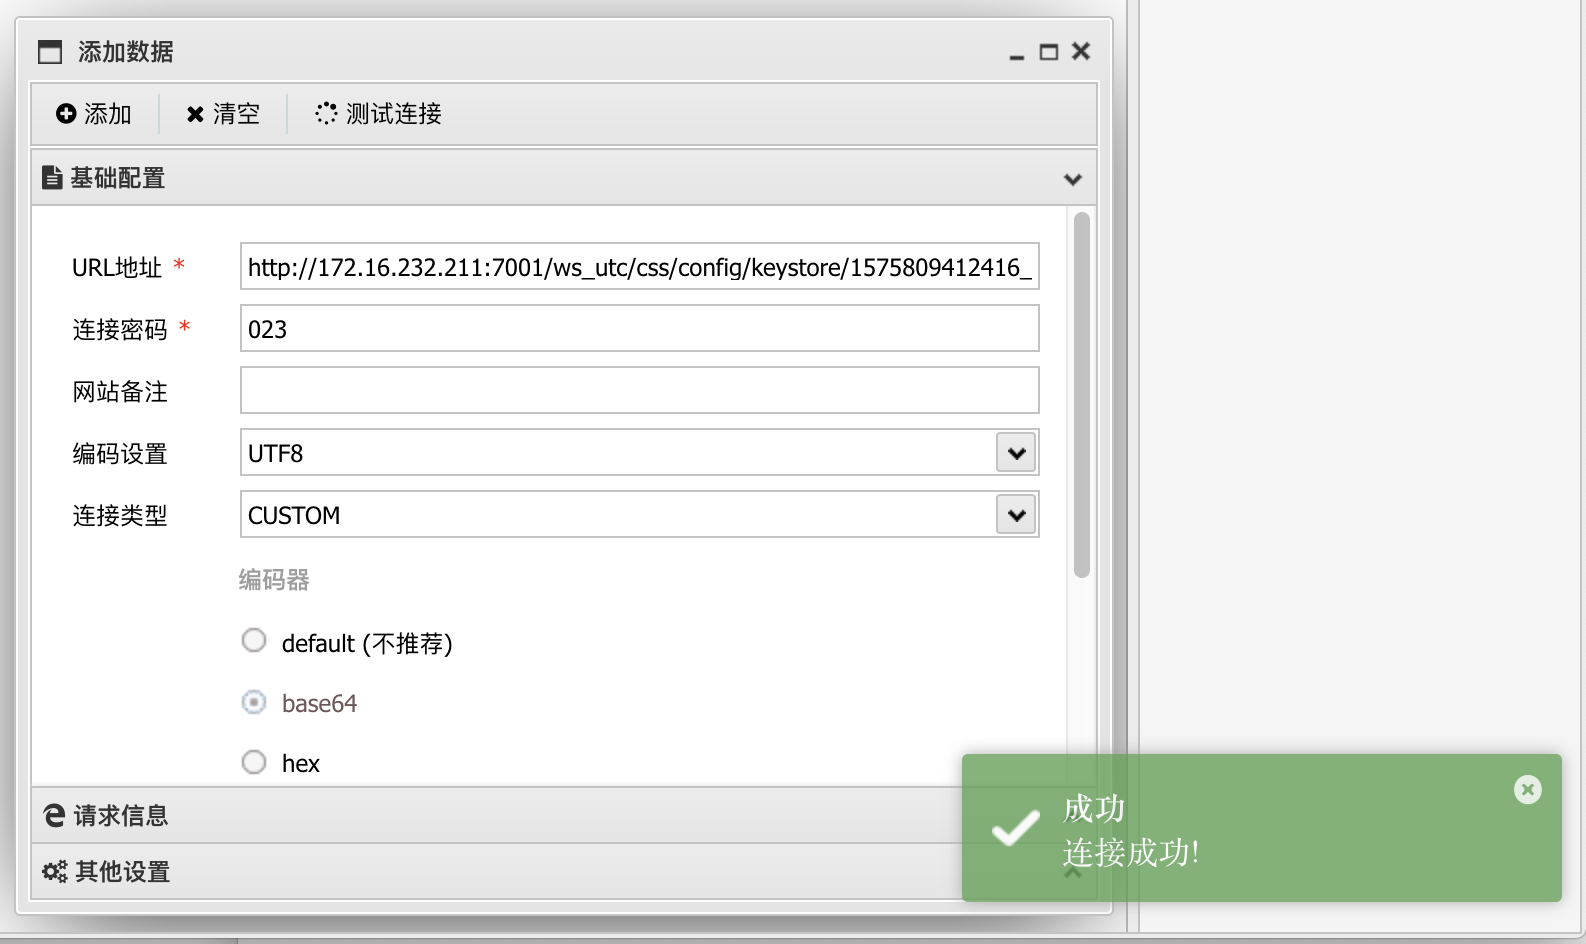 添加数据
添加 清空 测试连接
基础配置
URL地址 * http://172.16.232.211:7001/ws_utc/css/config/keystore/1575809412416_
连接密码 * 023
网站备注
编码设置 UTF8
连接类型 CUSTOM
编码器
default (不推荐)
base64
hex
请求信息
其他设置
成功
连接成功!